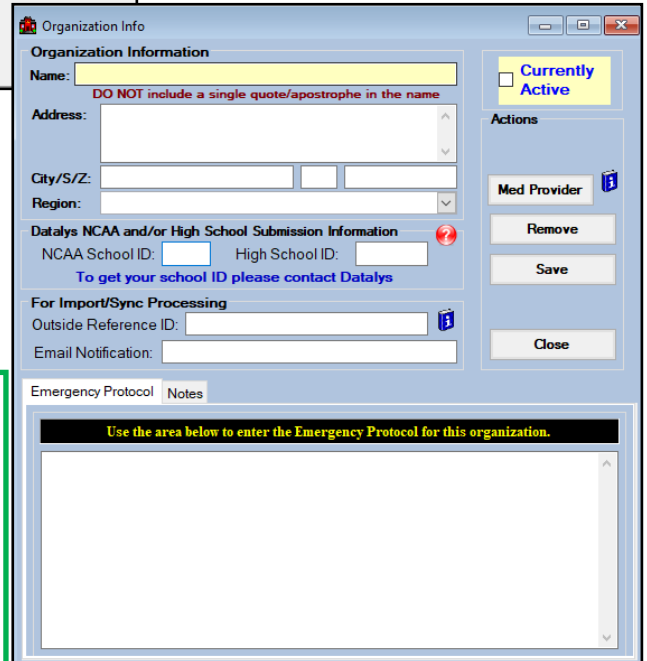 Organization Info
Organization Information
Name:
DO NOT include a single quote/apostrophe in the name
Address:
City/S/Z:
Region:
Datalys NCAA and/or High School Submission Information
?
NCAA School ID:
High School ID:
To get your school ID please contact Datalys
For Import/Sync Processing
Outside Reference ID:
Email Notification:
Currently
Active
Actions
Med Provider
Remove
Save
Close
Emergency Protocol
Notes
Use the area below to enter the Emergency Protocol for this organization.